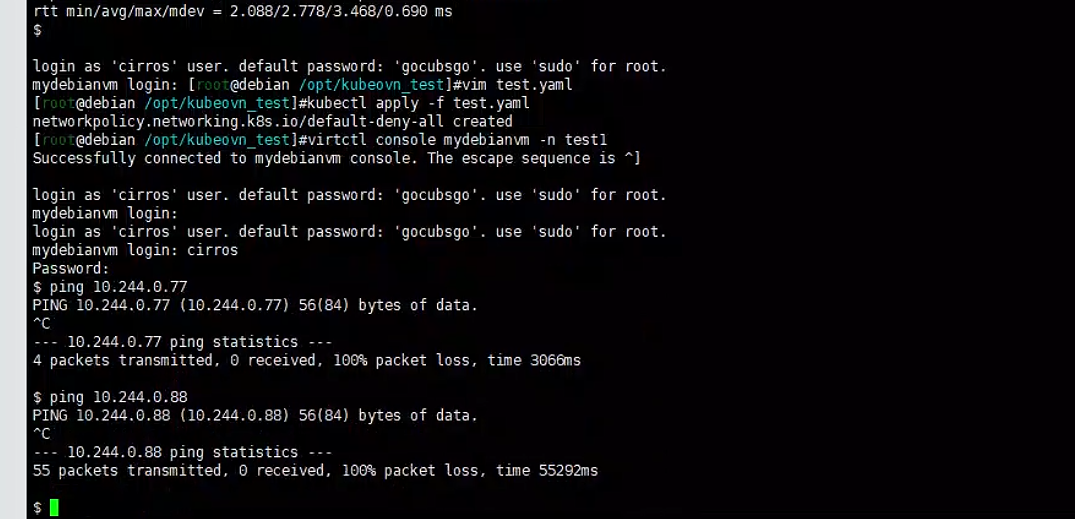 rtt min/avg/max/mdev = 2.088/2.778/3.468/0.690 ms
$
login as 'cirros' user. default password: 'gocubsgo'. use 'sudo' for root.
mydebianvm login: [root@debian /opt/kubeovn_test]#vim test.yaml
[root@debian /opt/kubeovn_test]#kubectl apply -f test.yaml
networkpolicy.networking.k8s.io/default-deny-all created
[root@debian /opt/kubeovn_test]#virtctl console mydebianvm -n test1
Successfully connected to mydebianvm console. The escape sequence is ^]
login as 'cirros' user. default password: 'gocubsgo'. use 'sudo' for root.
mydebianvm login:
login as 'cirros' user. default password: 'gocubsgo'. use 'sudo' for root.
mydebianvm login: cirros
Password:
$ ping 10.244.0.77
PING 10.244.0.77 (10.244.0.77) 56(84) bytes of data.
^C
--- 10.244.0.77 ping statistics ---
4 packets transmitted, 0 received, 100% packet loss, time 3066ms
$ ping 10.244.0.88
PING 10.244.0.88 (10.244.0.88) 56(84) bytes of data.
^C
--- 10.244.0.88 ping statistics ---
55 packets transmitted, 0 received, 100% packet loss, time 55292ms
$